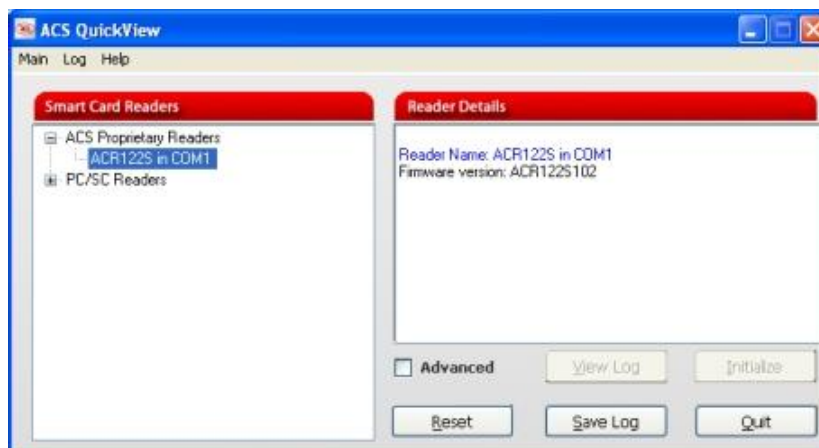 ACS QuickView
Main Log Help
Smart Card Readers
ACS Proprietary Readers
ACR122S in COM1
PC/SC Readers
Reader Details
Reader Name: ACR122S in COM1
Firmware version: ACR122S102
Advanced
View Log
Initialize
Reset
Save Log
Quit